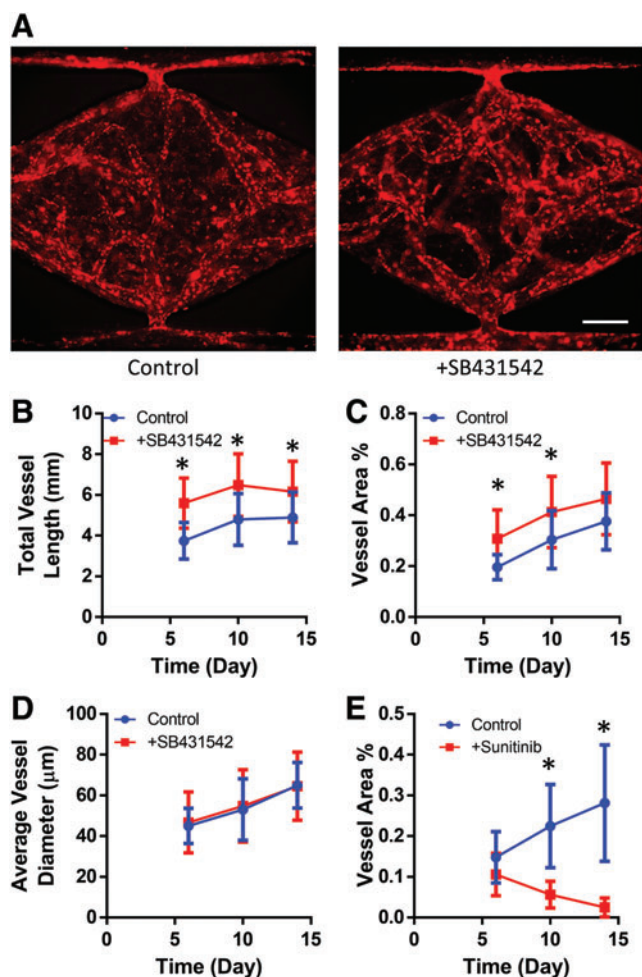 A
Control
+SB431542
B
Control
+SB431542
* * *
Total Vessel
Length (mm)
10
8
6
4
2
0
0 5 10 15
Time (Day)
C
Control
+SB431542
* *
Vessel Area %
0.8
0.6
0.4
0.2
0.0
0 5 10 15
Time (Day)
D
Control
+SB431542
Average Vessel
Diameter (μm)
100
80
60
40
20
0
0 5 10 15
Time (Day)
E
Control
+Sunitinib
* *
Vessel Area %
0.5
0.4
0.3
0.2
0.1
0.0
0 5 10 15
Time (Day)